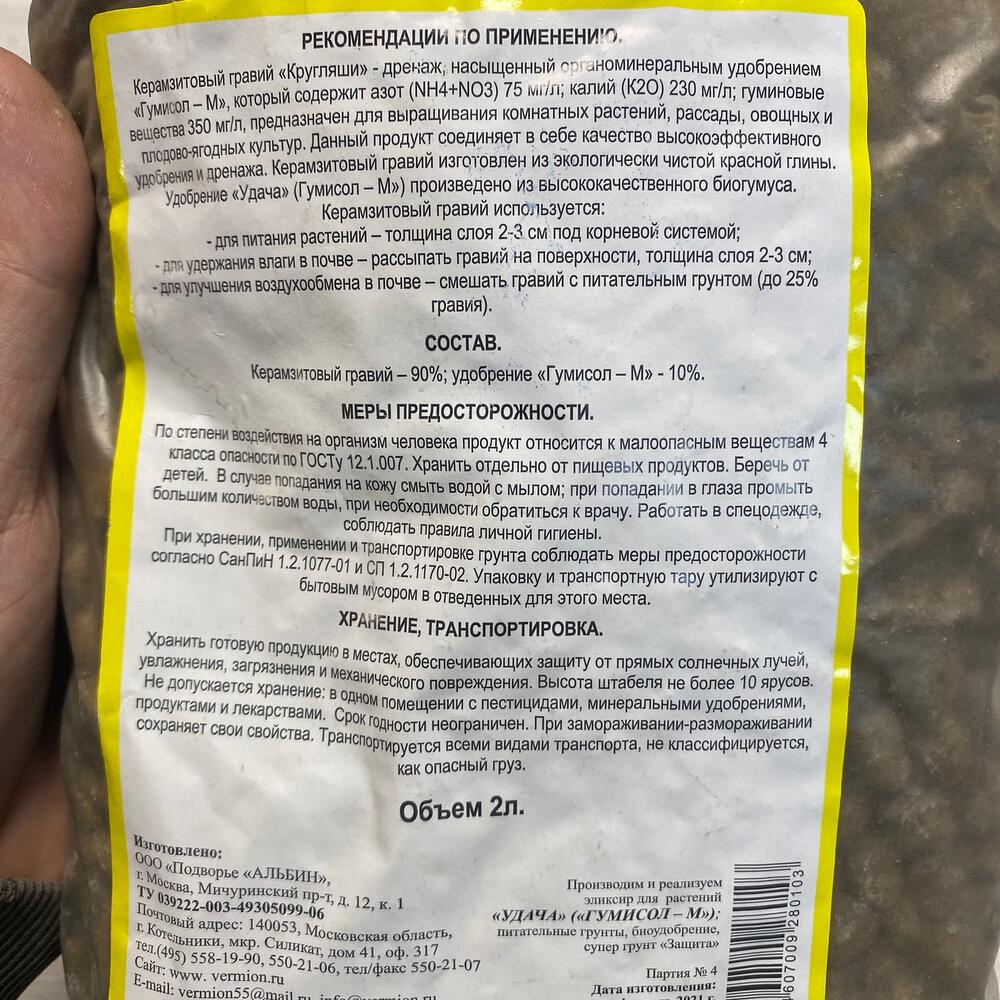 РЕКОМЕНДАЦИИ ПО ПРИМЕНЕНИЮ.
Керамзитовый гравий «Кругляши» - дренаж, насыщенный органоминеральным удобрением
«Гумисол – М», который содержит азот (NH4+NO3) 75 мг/л; калий (К2О) 230 мг/л; гуминовые
вещества 350 мг/л, предназначен для выращивания комнатных растений, рассады, овощных и
плодово-ягодных культур. Данный продукт соединяет в себе качество высокоэффективного
удобрения и дренажа. Керамзитовый гравий изготовлен из экологически чистой красной глины.
Удобрение «Удача» (Гумисол – М») произведено из высококачественного биогумуса.
Керамзитовый гравий используется:
- для питания растений – толщина слоя 2-3 см под корневой системой;
- для удержания влаги в почве – рассыпать гравий на поверхности, толщина слоя 2-3 см;
- для улучшения воздухообмена в почве – смешать гравий с питательным грунтом (до 25%
гравия).
СОСТАВ.
Керамзитовый гравий – 90%; удобрение «Гумисол – М» - 10%.
МЕРЫ ПРЕДОСТОРОЖНОСТИ.
По степени воздействия на организм человека продукт относится к малоопасным веществам 4
класса опасности по ГОСТу 12.1.007. Хранить отдельно от пищевых продуктов. Беречь от
детей. В случае попадания на кожу смыть водой с мылом; при попадании в глаза промыть
большим количеством воды, при необходимости обратиться к врачу. Работать в спецодежде,
соблюдать правила личной гигиены.
При хранении, применении и транспортировке грунта соблюдать меры предосторожности
согласно СанПиН 1.2.1077-01 и СП 1.2.1170-02. Упаковку и транспортную тару утилизируют с
бытовым мусором в отведенных для этого места.
ХРАНЕНИЕ, ТРАНСПОРТИРОВКА.
Хранить готовую продукцию в местах, обеспечивающих защиту от прямых солнечных лучей,
увлажнения, загрязнения и механического повреждения. Высота штабеля не более 10 ярусов.
Не допускается хранение: в одном помещении с пестицидами, минеральными удобрениями,
продуктами и лекарствами. Срок годности неограничен. При замораживании-размораживании
сохраняет свои свойства. Транспортируется всеми видами транспорта, не классифицируется,
как опасный груз.
Объем 2л.
Изготовлено:
ООО «Подворье «АЛЬБИН»,
г. Москва, Мичуринский пр-т, д. 12, к. 1
ТУ 039222-003-49305099-06
Почтовый адрес: 140053, Московская область,
г. Котельники, мкр. Силикат, дом 41, оф. 317
тел.(495) 558-19-90, 550-21-06, тел/факс 550-21-07
Сайт: www. vermion.ru
E-mail: vermion55@mail.ru, info@vermion.ru
Производим и реализуем
эликсир для растений
«УДАЧА» («ГУМИСОЛ – М»);
питательные грунты, биоудобрение,
супер грунт «Защита»
Партия № 4
Дата изготовления:
2021 г.
607009 280103